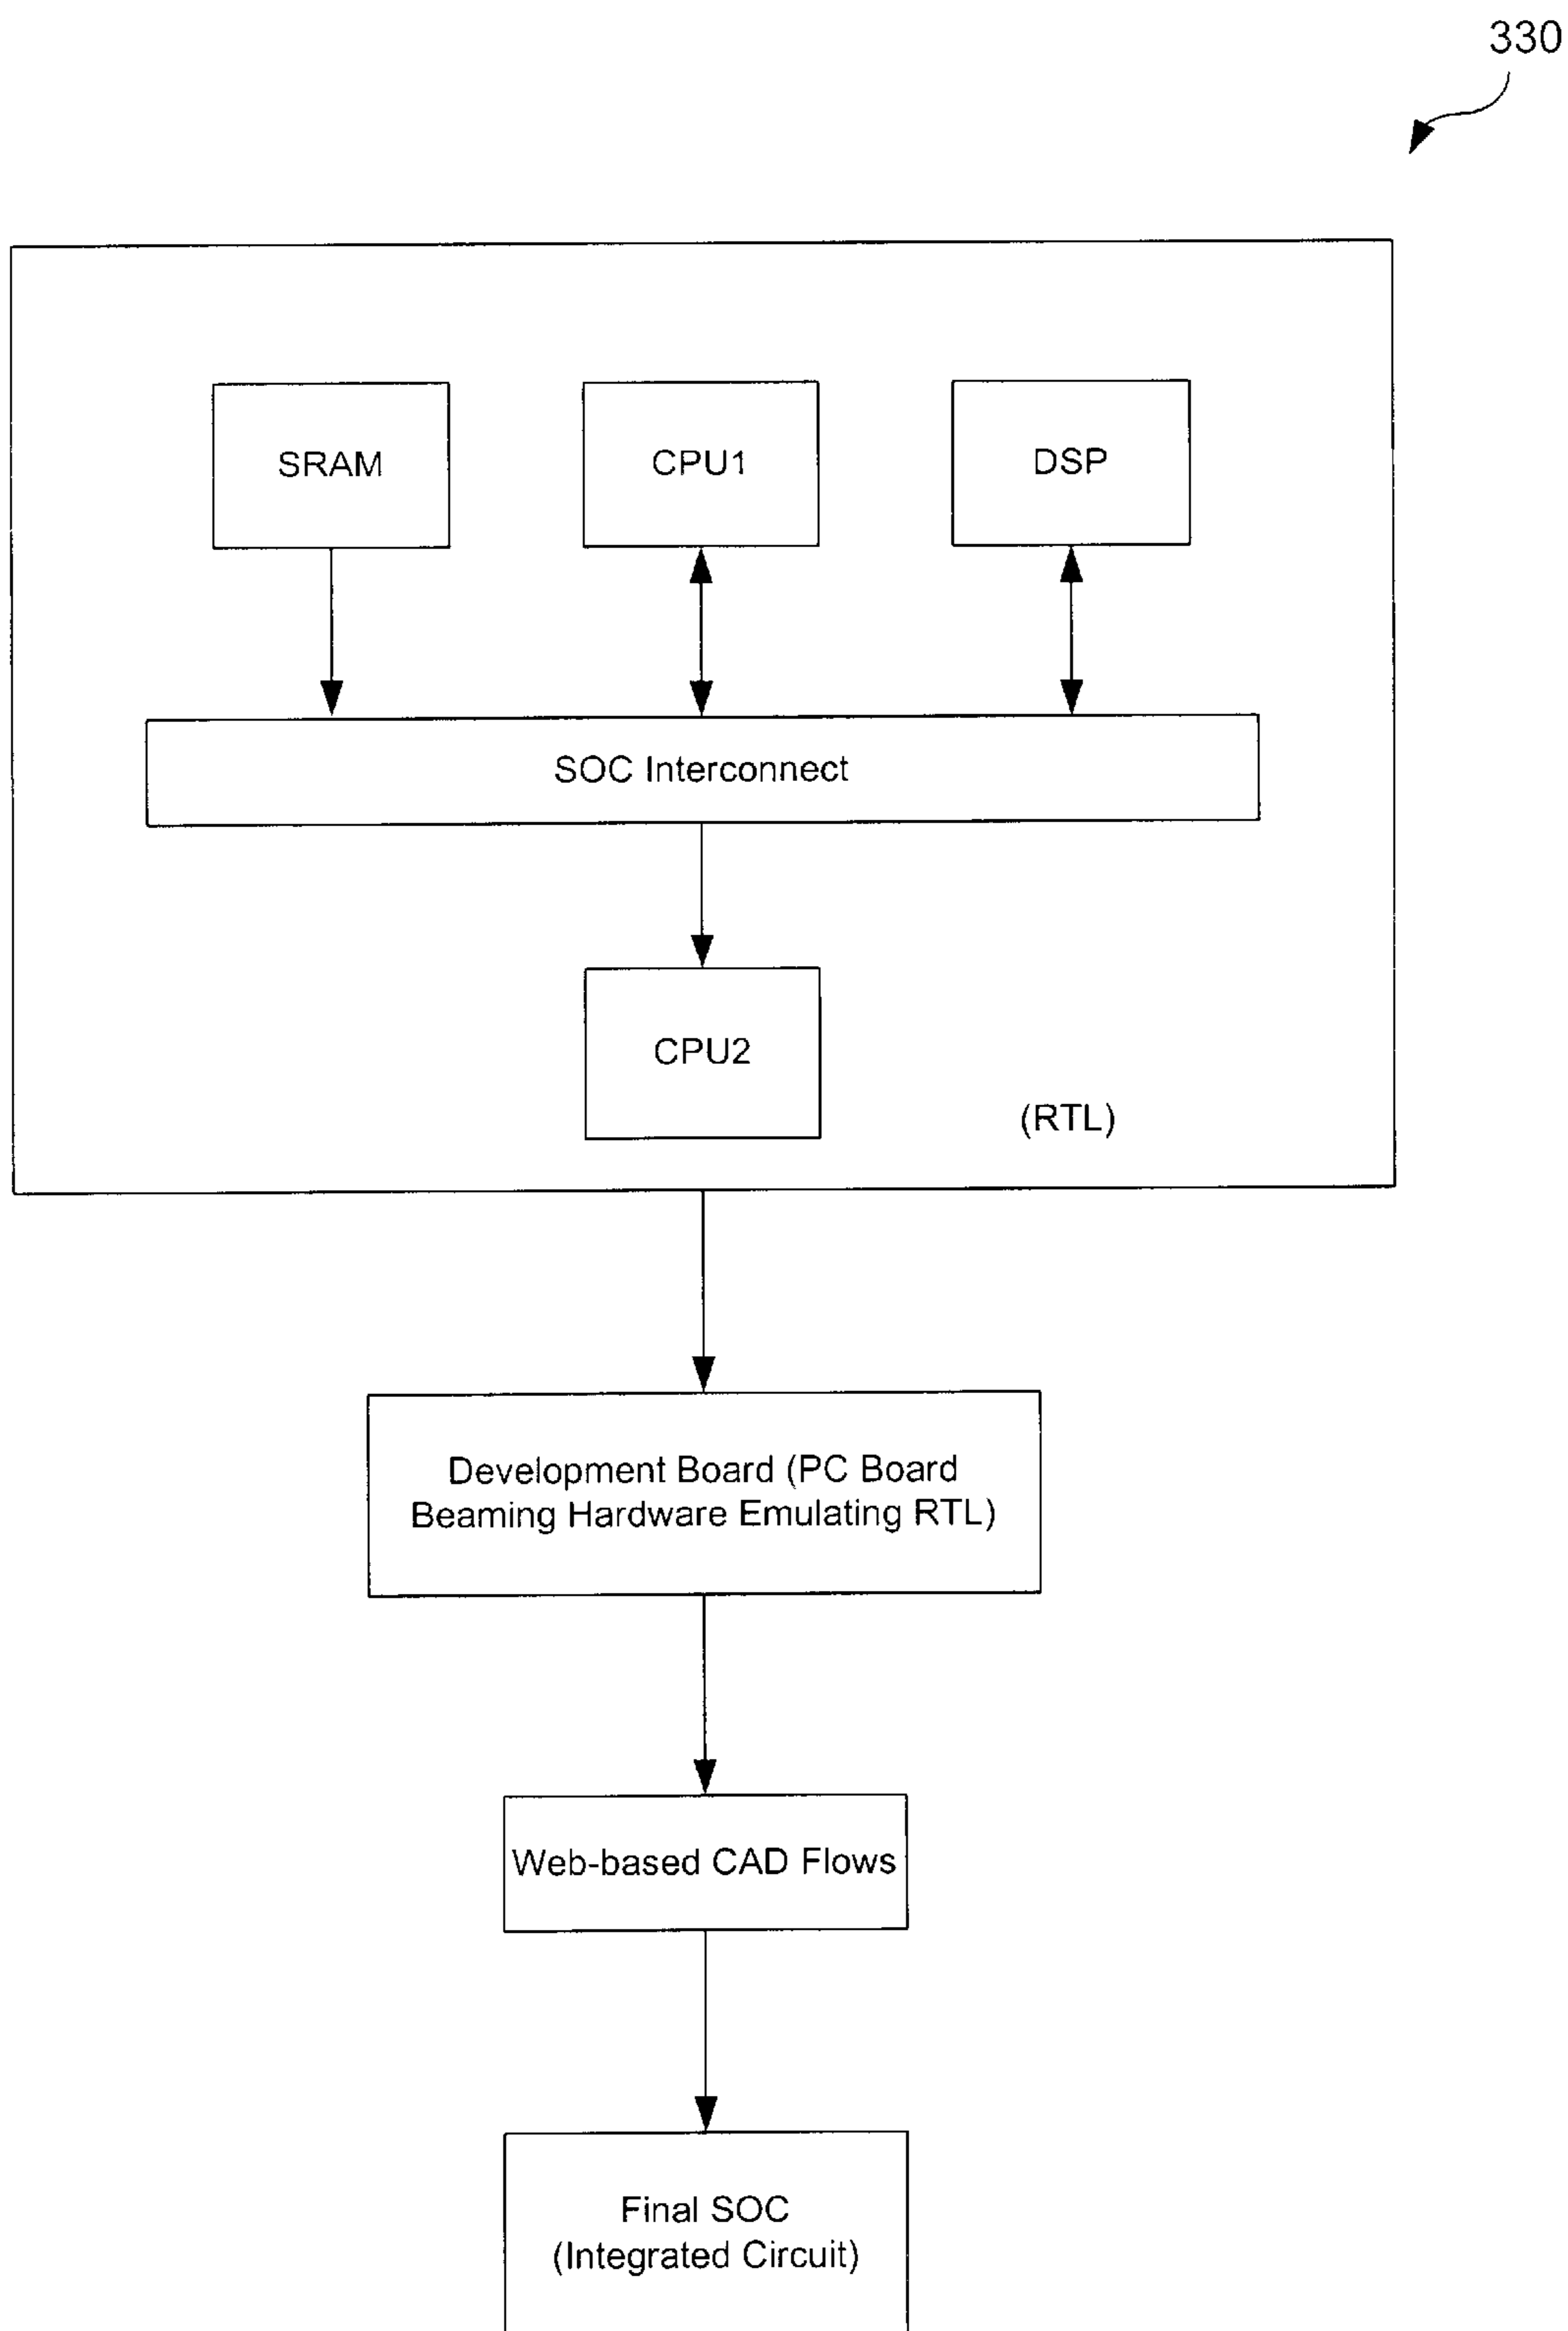 330
SRAM
CPU1
DSP
SOC Interconnect
CPU2
(RTL)
Development Board (PC Board
Beaming Hardware Emulating RTL)
Web-based CAD Flows
Final SOC
(Integrated Circuit)